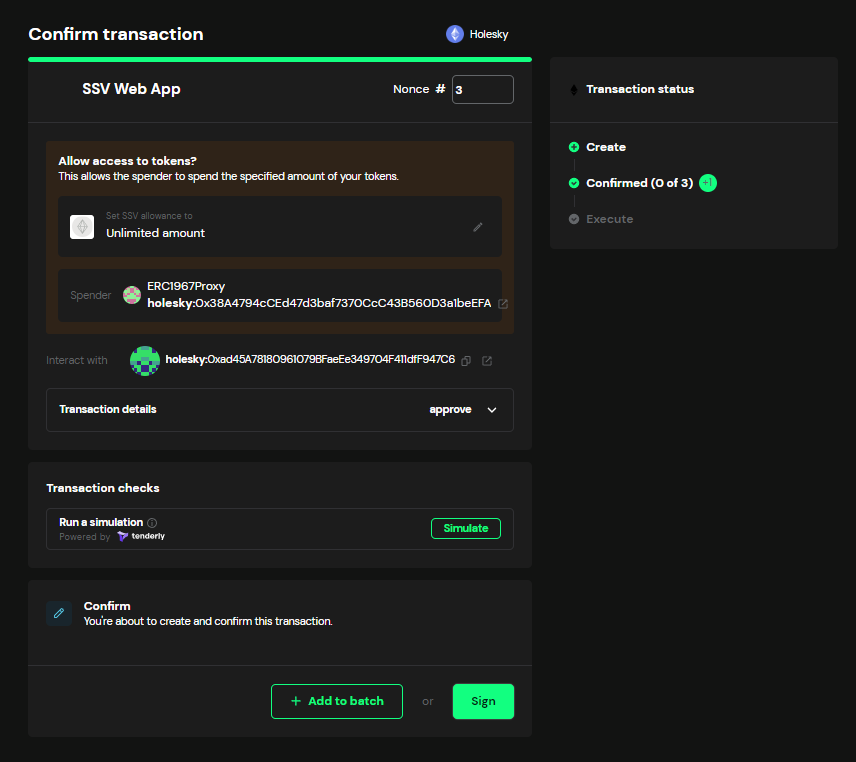 Confirm transaction
Holesky
SSV Web App
Nonce #
3
Transaction status
Create
Confirmed (0 of 3) +1
Execute
Allow access to tokens?
This allows the spender to spend the specified amount of your tokens.
Set SSV allowance to
Unlimited amount
Spender
ERC1967Proxy
holesky:0x38A4794cCEd47d3baf7370CcC43B560D3a1beEFA
Interact with
holesky:0xad45A78180961079BFaeEe349704F411dfF947C6
Transaction details
approve
Transaction checks
Run a simulation
Powered by tenderly
Simulate
Confirm
You're about to create and confirm this transaction.
+ Add to batch
or
Sign